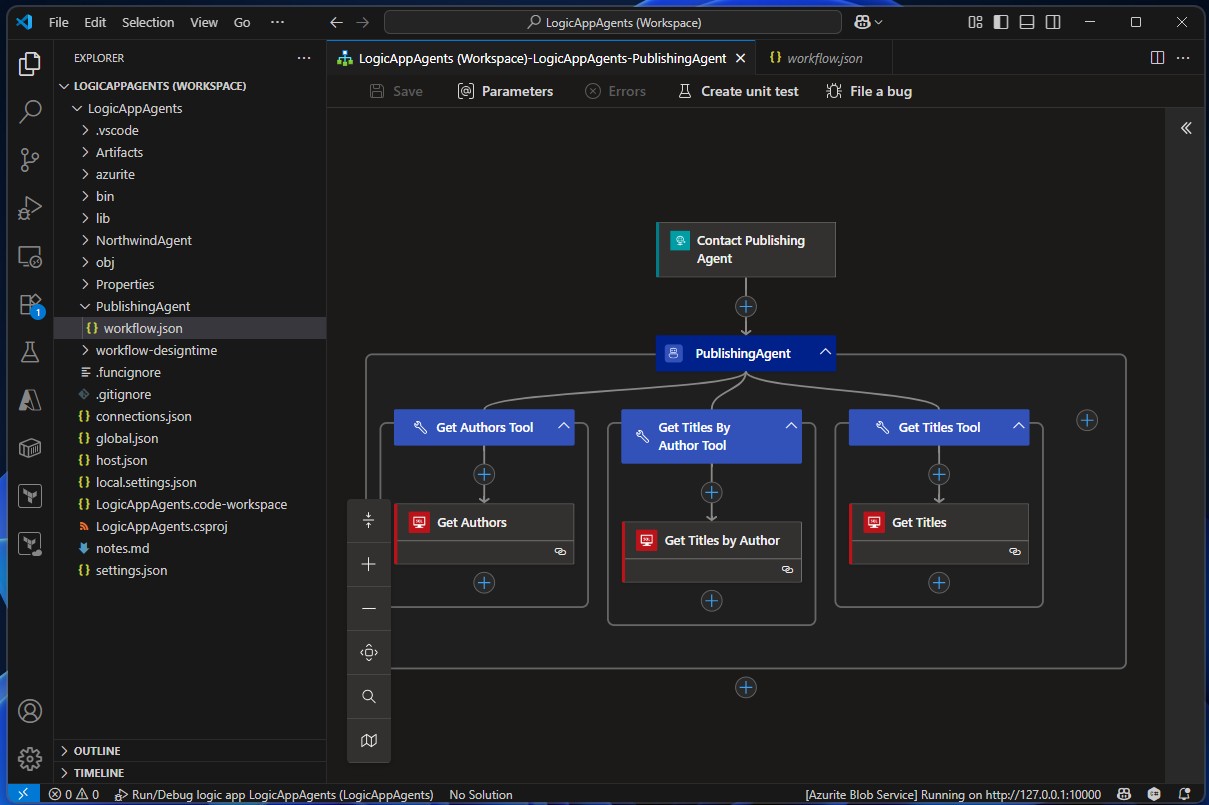 File Edit Selection View Go ···
LogicAppAgents (Workspace)
EXPLORER
LOGICAPPAGENTS (WORKSPACE)
LogicAppAgents
.vscode
Artifacts
azurite
bin
lib
NorthwindAgent
obj
Properties
PublishingAgent
{} workflow.json
workflow-designtime
.funcignore
.gitignore
{} connections.json
{} global.json
{} host.json
{} local.settings.json
{} LogicAppAgents.code-workspace
LogicAppAgents.csproj
notes.md
{} settings.json
OUTLINE
TIMELINE
1
LogicAppAgents (Workspace)-LogicAppAgents-PublishingAgent
{} workflow.json
Save
Parameters
Errors
Create unit test
File a bug
Contact Publishing
Agent
PublishingAgent
Get Authors Tool
Get Titles By
Author Tool
Get Titles Tool
Get Authors
Get Titles by Author
Get Titles
0 0 Run/Debug logic app LogicAppAgents (LogicAppAgents) No Solution
[Azurite Blob Service] Running on http://127.0.0.1:10000